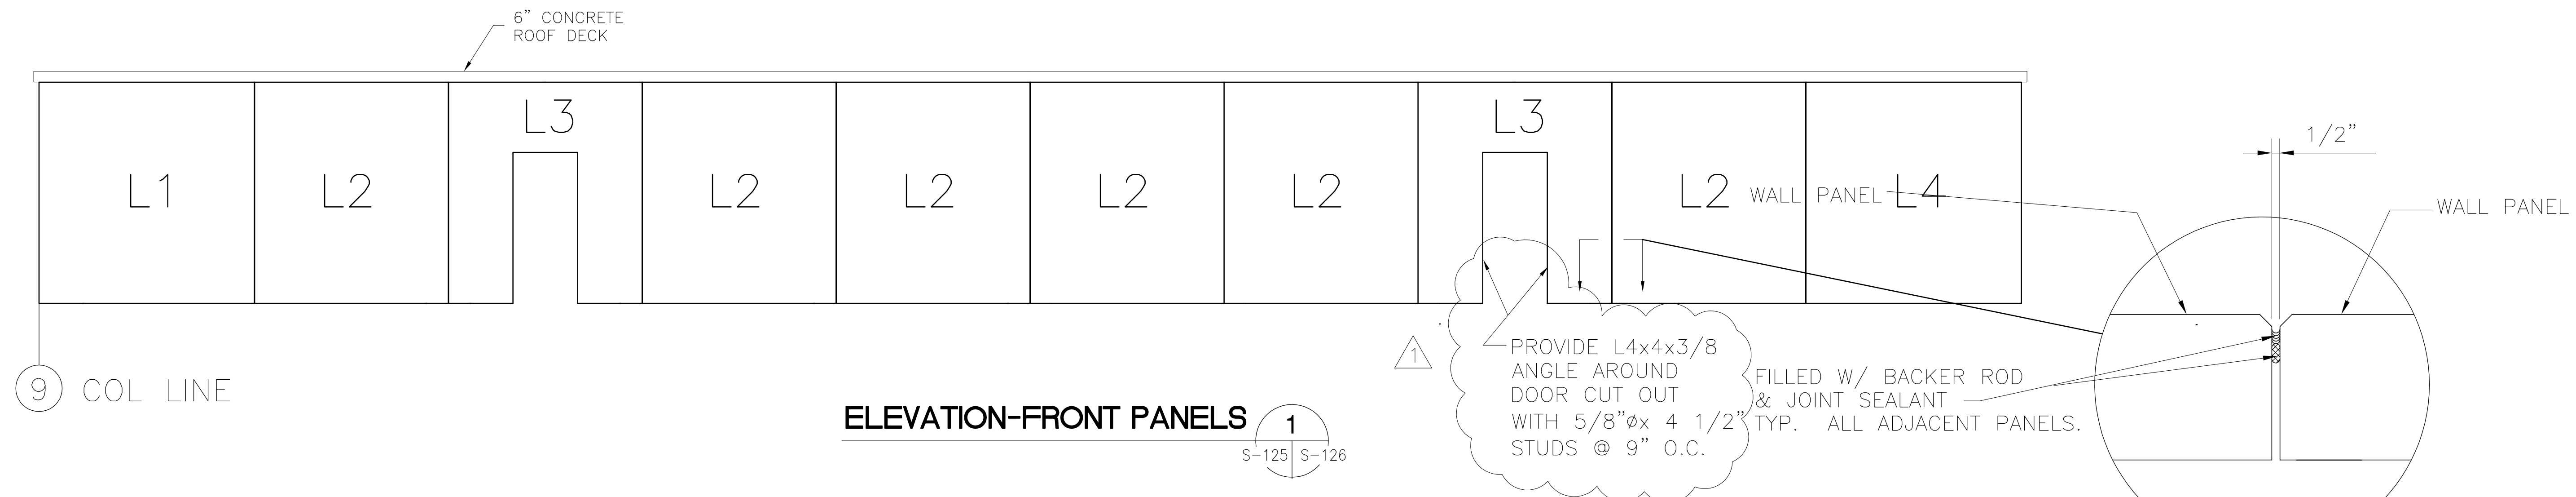 6" CONCRETE
ROOF DECK
L1
L2
L3
L2
L2
L2
L2
L3
L2
L4
WALL PANEL
1/2"
WALL PANEL
9
COL LINE
ELEVATION-FRONT PANELS
1
S-125
S-126
1
PROVIDE L4x4x3/8
ANGLE AROUND
DOOR CUT OUT
WITH 5/8"øx 4 1/2"
STUDS @ 9" O.C.
FILLED W/ BACKER ROD
& JOINT SEALANT
TYP. ALL ADJACENT PANELS.